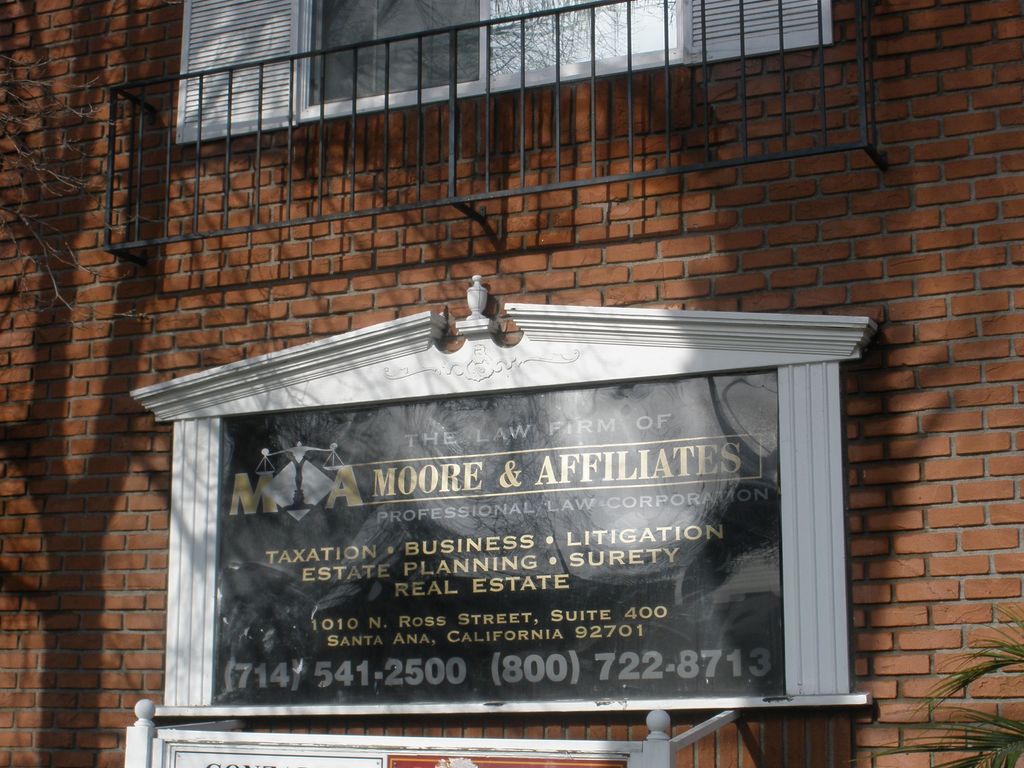 THE LAW FIRM OF
M A MOORE & AFFILIATES
PROFESSIONAL LAW CORPORATION
TAXATION • BUSINESS • LITIGATION
ESTATE PLANNING • SURETY
REAL ESTATE
1010 N. ROSS STREET, SUITE 400
SANTA ANA, CALIFORNIA 92701
(714) 541-2500 (800) 722-8713